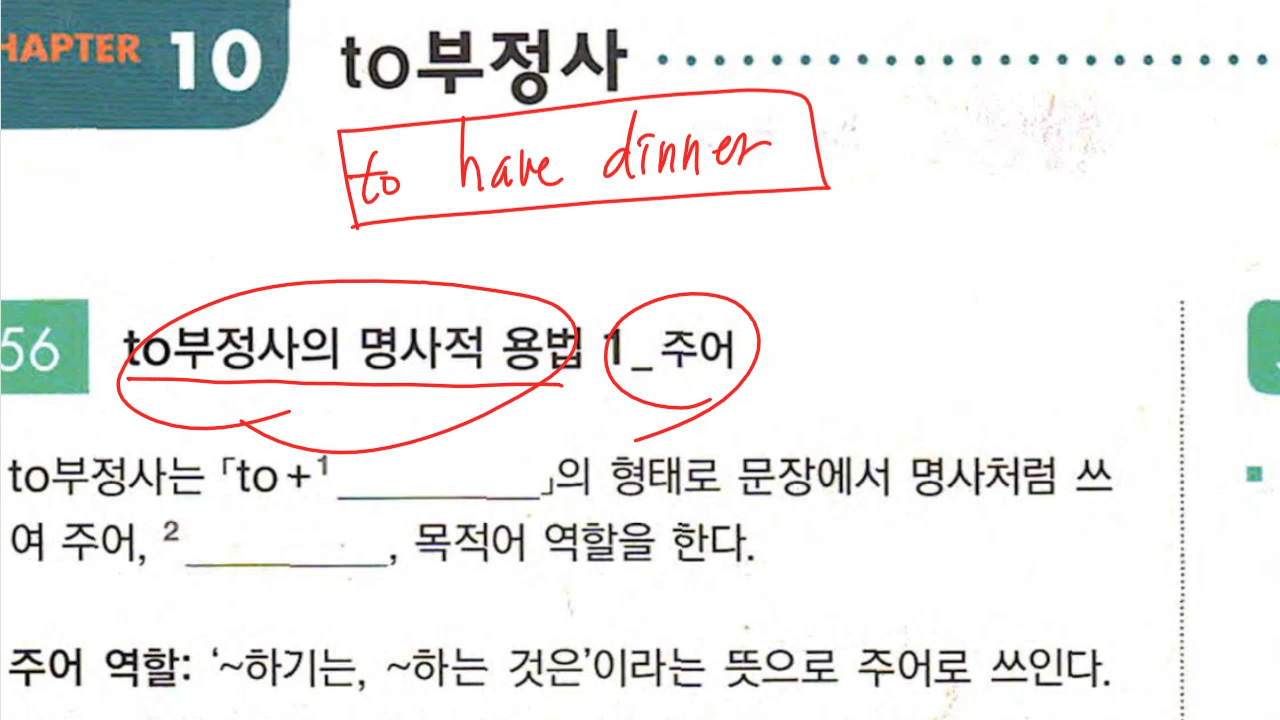 HAPTER 10 to부정사
to have dinner
56 to부정사의 명사적 용법 1_주어
to부정사는 「to+¹________」의 형태로 문장에서 명사처럼 쓰
여 주어, ²________, 목적어 역할을 한다.
주어 역할: ‘~하기는, ~하는 것은’이라는 뜻으로 주어로 쓰인다.